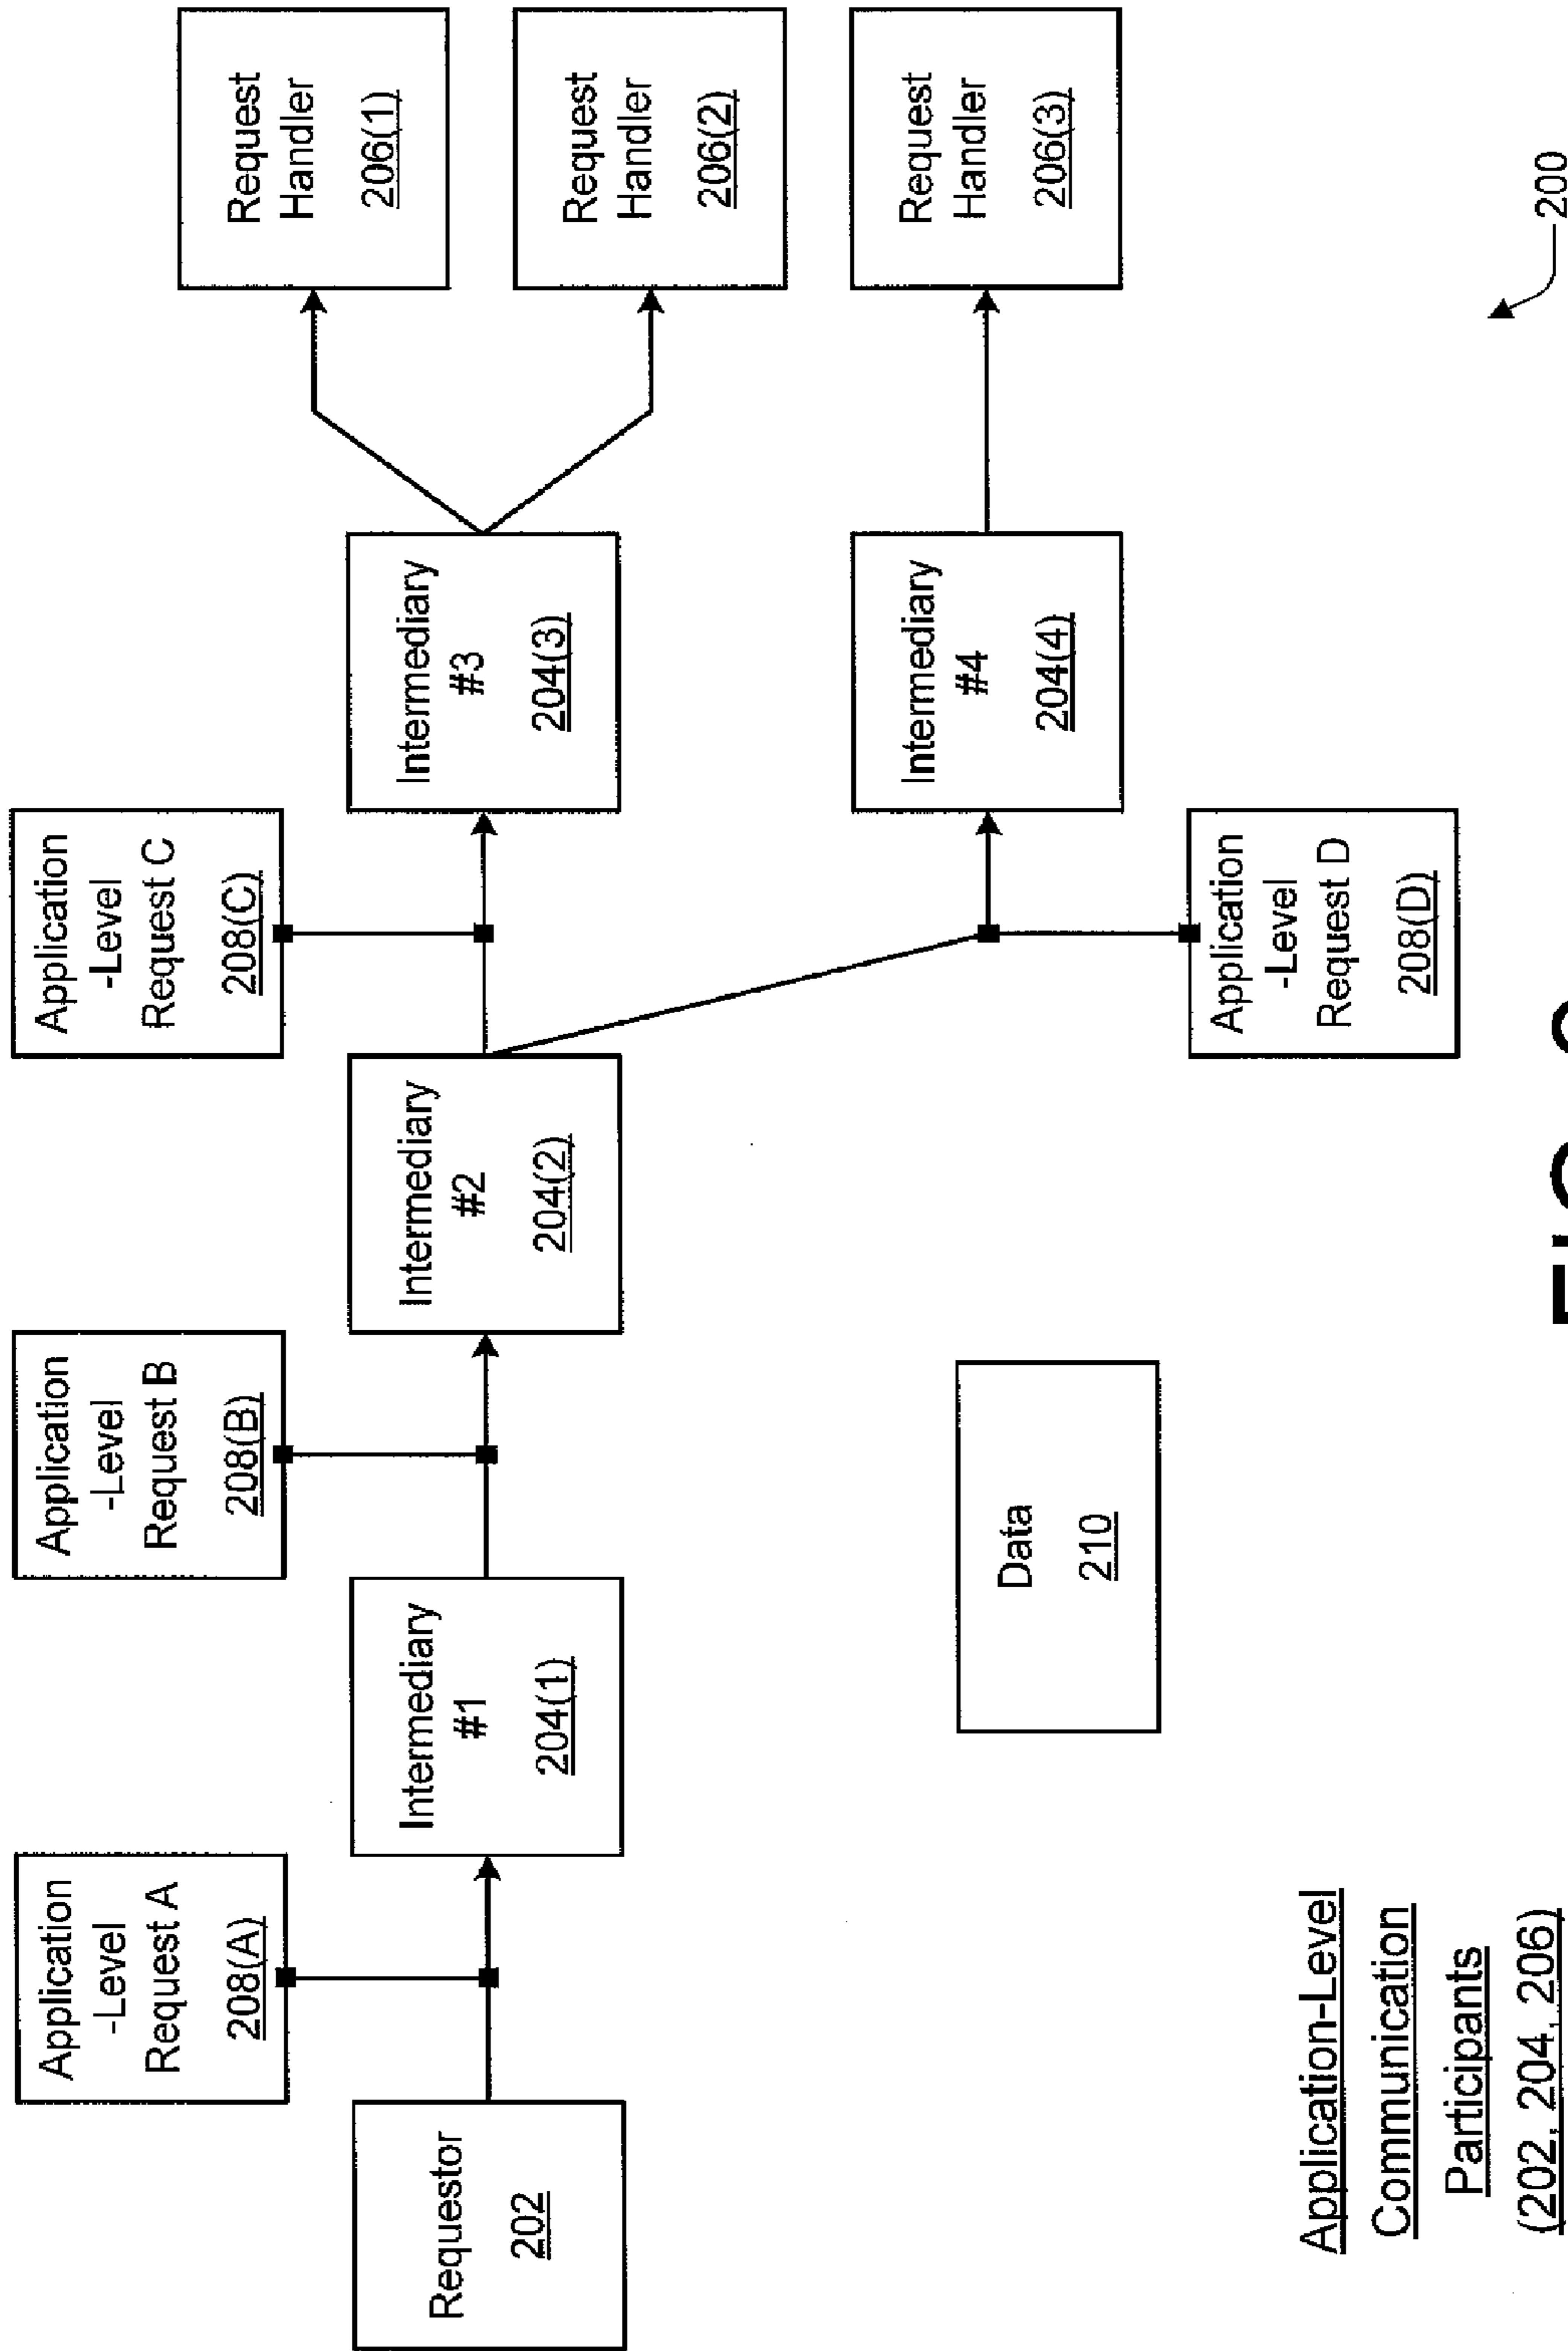 Application
-Level
Request A
208(A)
Application
-Level
Request B
208(B)
Application
-Level
Request C
208(C)
Request
Handler
206(1)
Requestor
202
Intermediary
#1
204(1)
Intermediary
#2
204(2)
Intermediary
#3
204(3)
Request
Handler
206(2)
Intermediary
#4
204(4)
Request
Handler
206(3)
Data
210
Application
-Level
Request D
208(D)
Application-Level
Communication
Participants
(202, 204, 206)
200